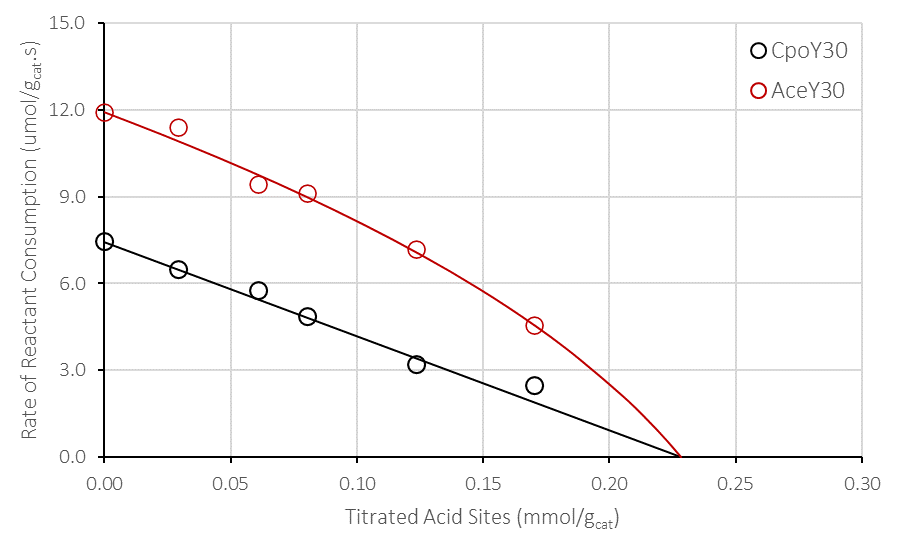 15.0
12.0
9.0
6.0
3.0
0.0
Rate of Reactant Consumption (umol/gcat.s)
CpoY30
AceY30
0.00 0.05 0.10 0.15 0.20 0.25 0.30
Titrated Acid Sites (mmol/gcat)